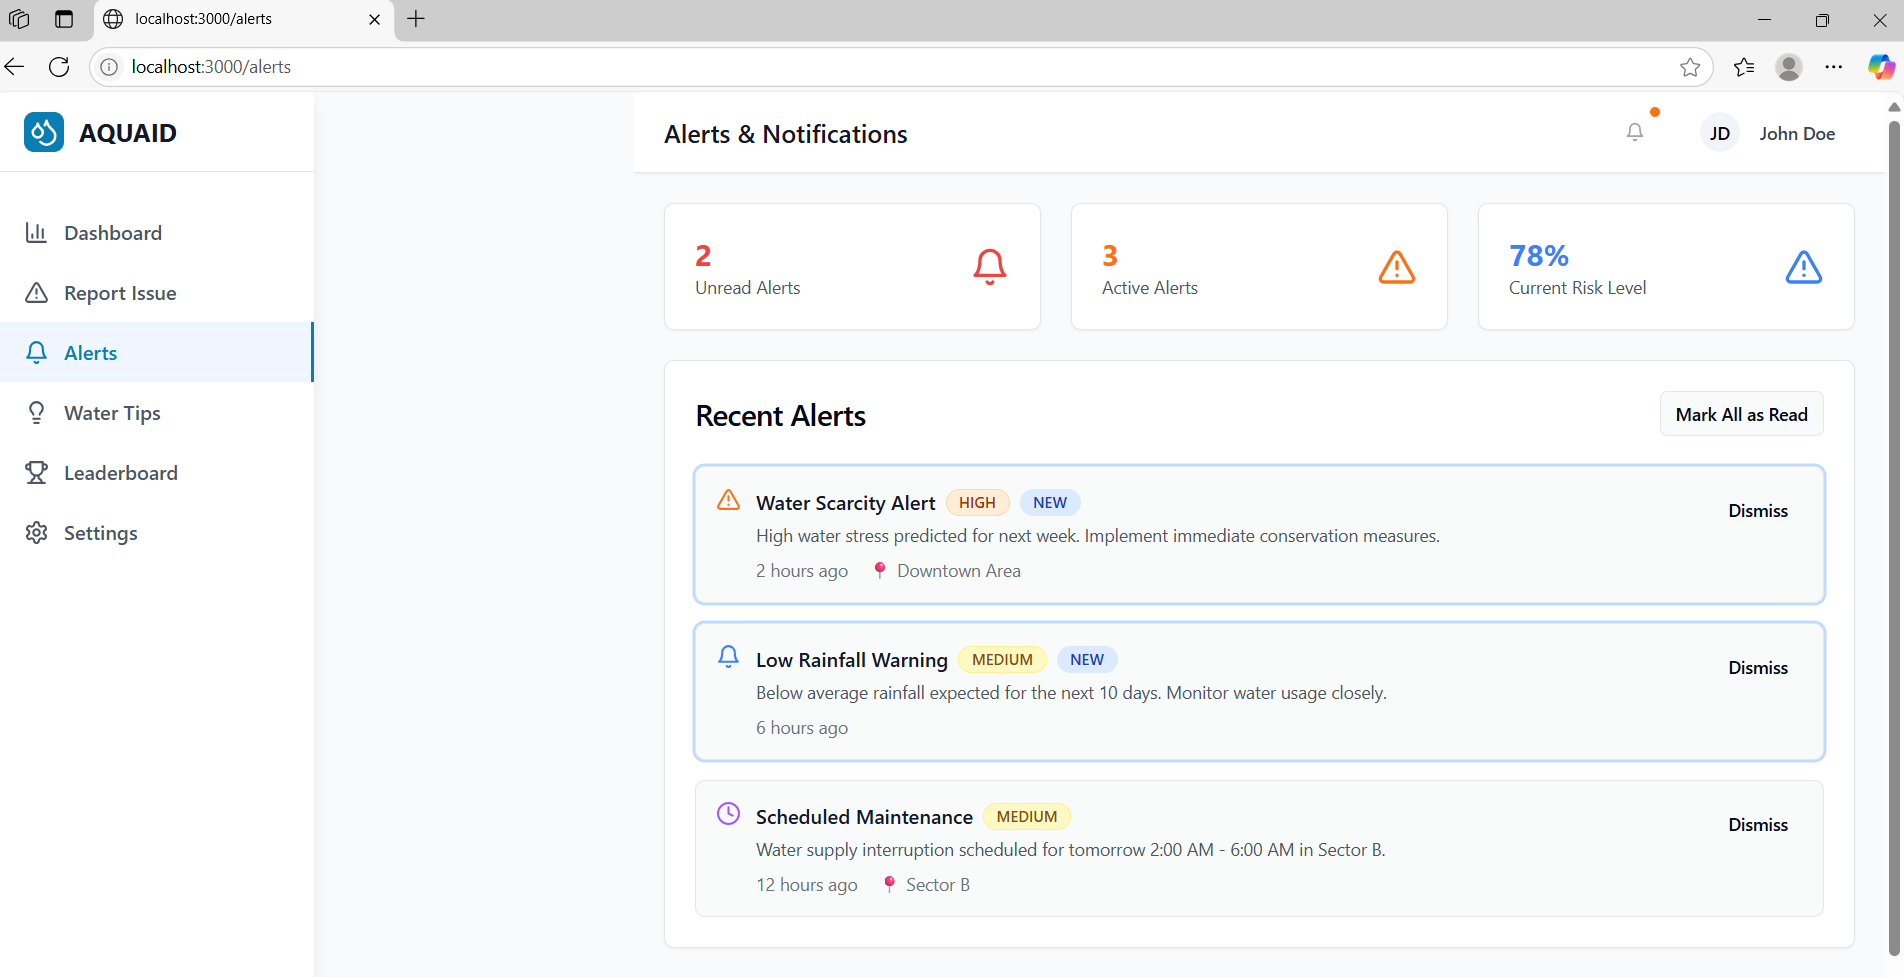 localhost:3000/alerts
localhost:3000/alerts
AQUAID
Dashboard
Report Issue
Alerts
Water Tips
Leaderboard
Settings
Alerts & Notifications
JD John Doe
2
Unread Alerts
3
Active Alerts
78%
Current Risk Level
Recent Alerts
Mark All as Read
Water Scarcity Alert HIGH NEW
Dismiss
High water stress predicted for next week. Implement immediate conservation measures.
2 hours ago Downtown Area
Low Rainfall Warning MEDIUM NEW
Dismiss
Below average rainfall expected for the next 10 days. Monitor water usage closely.
6 hours ago
Scheduled Maintenance MEDIUM
Dismiss
Water supply interruption scheduled for tomorrow 2:00 AM - 6:00 AM in Sector B.
12 hours ago Sector B